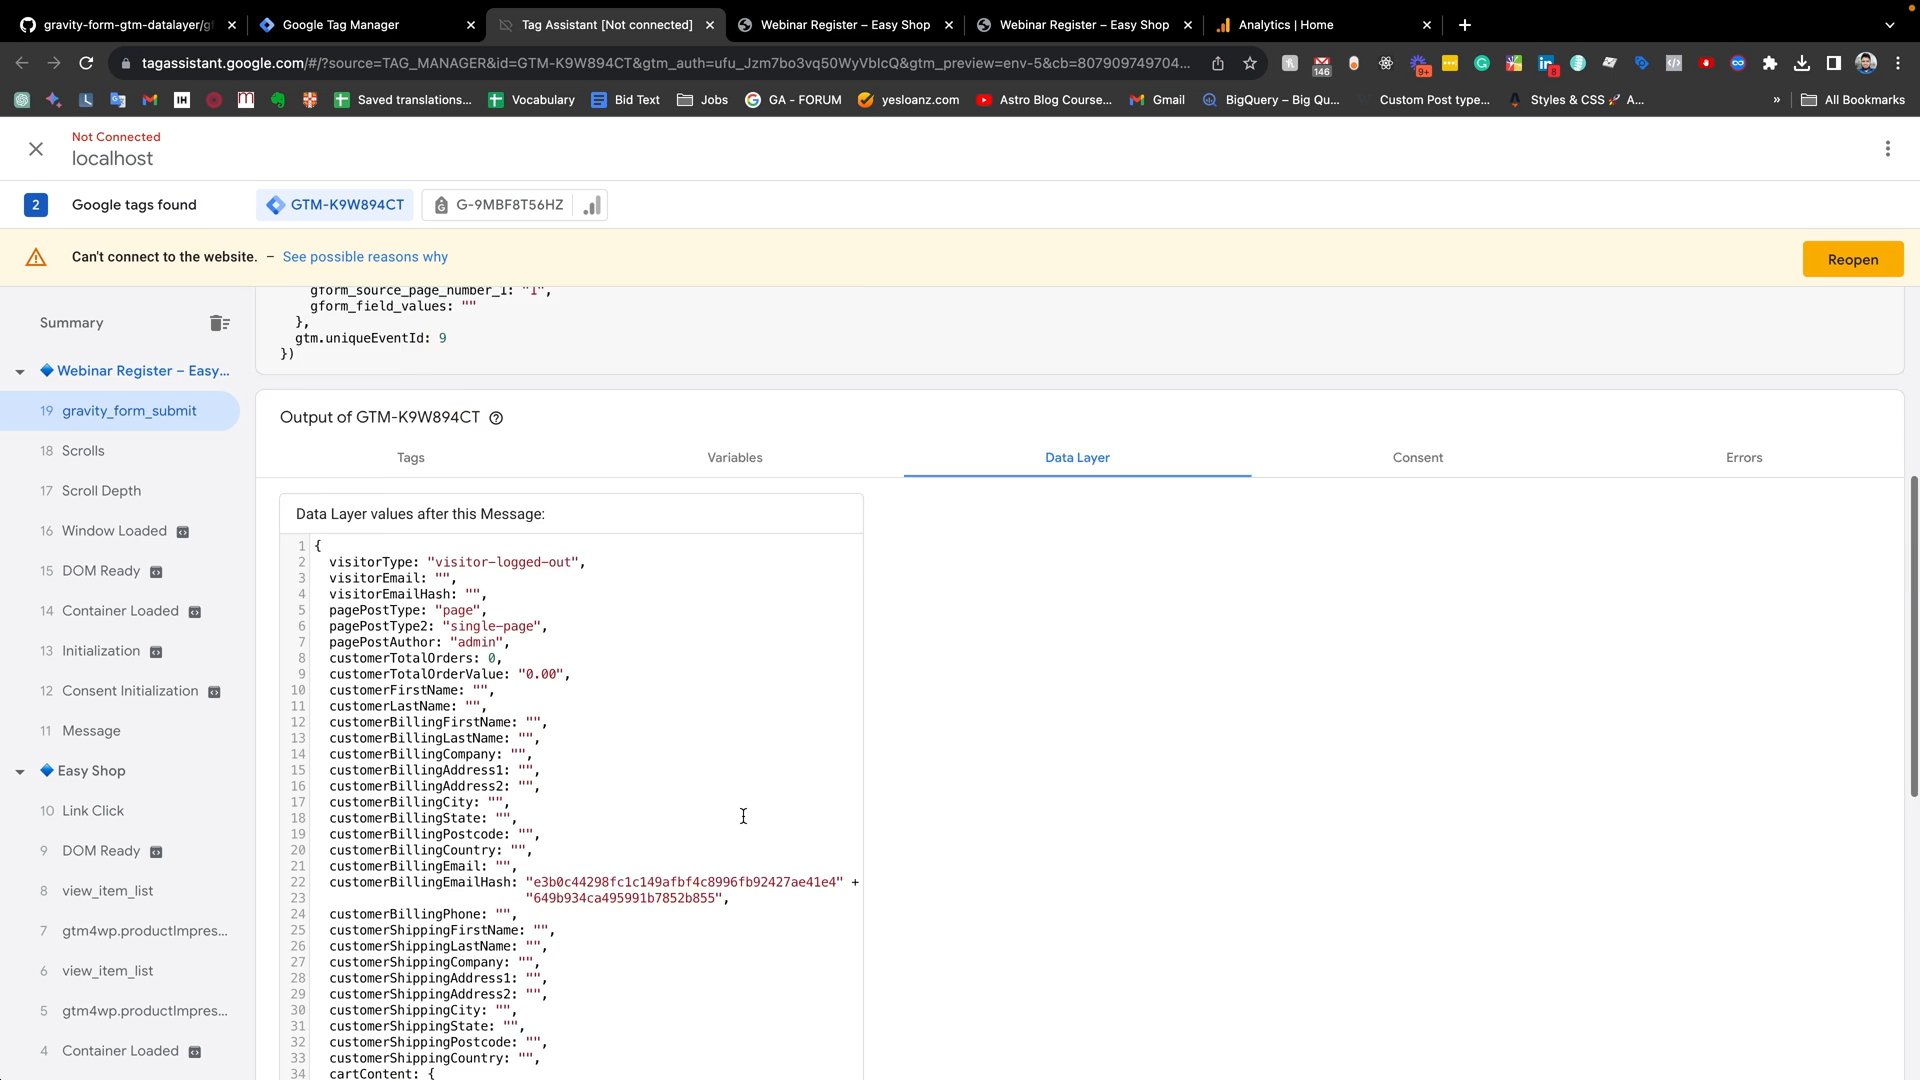 gravity-form-gtm-datalayer/g
Google Tag Manager
Tag Assistant [Not connected]
Webinar Register – Easy Shop
Webinar Register – Easy Shop
Analytics | Home
tagassistant.google.com/#/?source=TAG_MANAGER&id=GTM-K9W894CT&gtm_auth=ufu_Jzm7bo3vq50WyVblcQ&gtm_preview=env-5&cb=807909749704...
146
9+
8
Saved translations...
Vocabulary
Bid Text
Jobs
GA - FORUM
yesloanz.com
Astro Blog Course...
Gmail
BigQuery – Big Qu...
Custom Post type...
Styles & CSS 🚀 A...
»
All Bookmarks
Not Connected
localhost
2
Google tags found
GTM-K9W894CT
G-9MBF8T56HZ
Can't connect to the website. – See possible reasons why
Reopen
Summary
Webinar Register – Easy...
19 gravity_form_submit
18 Scrolls
17 Scroll Depth
16 Window Loaded
15 DOM Ready
14 Container Loaded
13 Initialization
12 Consent Initialization
11 Message
Easy Shop
10 Link Click
9 DOM Ready
8 view_item_list
7 gtm4wp.productImpres...
6 view_item_list
5 gtm4wp.productImpres...
4 Container Loaded
gform_source_page_number_1: "1",
gform_field_values: ""
},
gtm.uniqueEventId: 9
})
Output of GTM-K9W894CT
Tags
Variables
Data Layer
Consent
Errors
Data Layer values after this Message:
1 {
2 visitorType: "visitor-logged-out",
3 visitorEmail: "",
4 visitorEmailHash: "",
5 pagePostType: "page",
6 pagePostType2: "single-page",
7 pagePostAuthor: "admin",
8 customerTotalOrders: 0,
9 customerTotalOrderValue: "0.00",
10 customerFirstName: "",
11 customerLastName: "",
12 customerBillingFirstName: "",
13 customerBillingLastName: "",
14 customerBillingCompany: "",
15 customerBillingAddress1: "",
16 customerBillingAddress2: "",
17 customerBillingCity: "",
18 customerBillingState: "",
19 customerBillingPostcode: "",
20 customerBillingCountry: "",
21 customerBillingEmail: "",
22 customerBillingEmailHash: "e3b0c44298fc1c149afbf4c8996fb92427ae41e4" +
23 "649b934ca495991b7852b855",
24 customerBillingPhone: "",
25 customerShippingFirstName: "",
26 customerShippingLastName: "",
27 customerShippingCompany: "",
28 customerShippingAddress1: "",
29 customerShippingAddress2: "",
30 customerShippingCity: "",
31 customerShippingState: "",
32 customerShippingPostcode: "",
33 customerShippingCountry: "",
34 cartContent: {